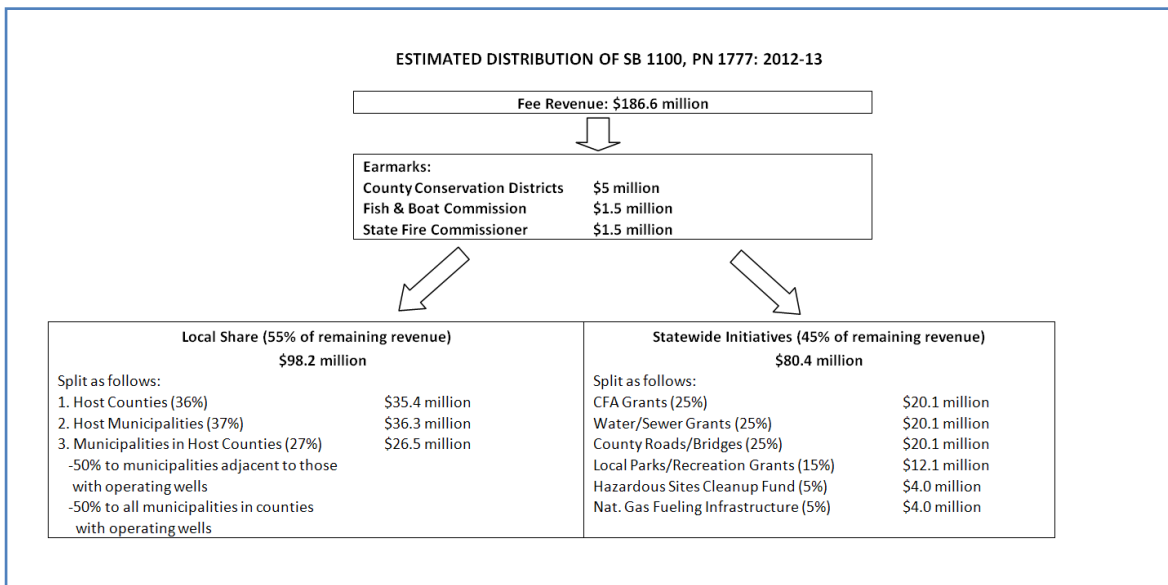 ESTIMATED DISTRIBUTION OF SB 1100, PN 1777: 2012-13
Fee Revenue: $186.6 million
Earmarks:
County Conservation Districts $5 million
Fish & Boat Commission $1.5 million
State Fire Commissioner $1.5 million
Local Share (55% of remaining revenue)
$98.2 million
Split as follows:
1. Host Counties (36%) $35.4 million
2. Host Municipalities (37%) $36.3 million
3. Municipalities in Host Counties (27%) $26.5 million
-50% to municipalities adjacent to those
with operating wells
-50% to all municipalities in counties
with operating wells
Statewide Initiatives (45% of remaining revenue)
$80.4 million
Split as follows:
CFA Grants (25%) $20.1 million
Water/Sewer Grants (25%) $20.1 million
County Roads/Bridges (25%) $20.1 million
Local Parks/Recreation Grants (15%) $12.1 million
Hazardous Sites Cleanup Fund (5%) $4.0 million
Nat. Gas Fueling Infrastructure (5%) $4.0 million